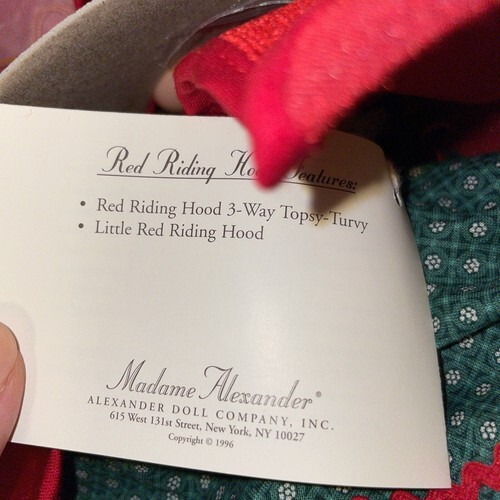 Red Riding Features:
• Red Riding Hood 3-Way Topsy-Turvy
• Little Red Riding Hood
Madame Alexander®
ALEXANDER DOLL COMPANY, INC.
615 West 131st Street, New York, NY 10027
Copyright © 1996